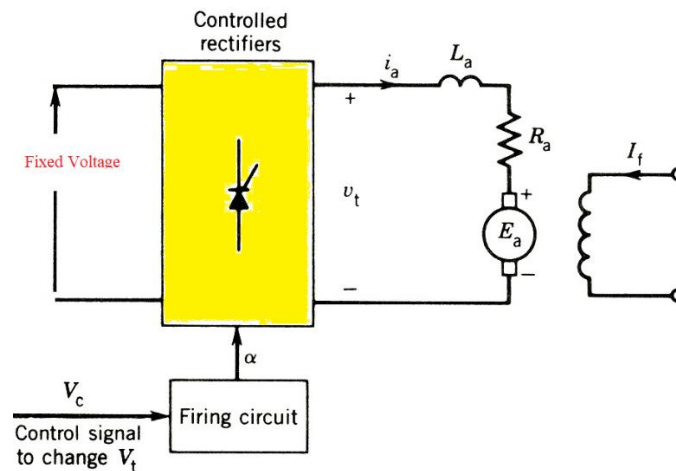 Controlled
rectifiers
i_a
L_a
+
R_a
Fixed Voltage
I_f
v_t
+
E_a
−
−
α
V_c
Firing circuit
Control signal
to change V_t